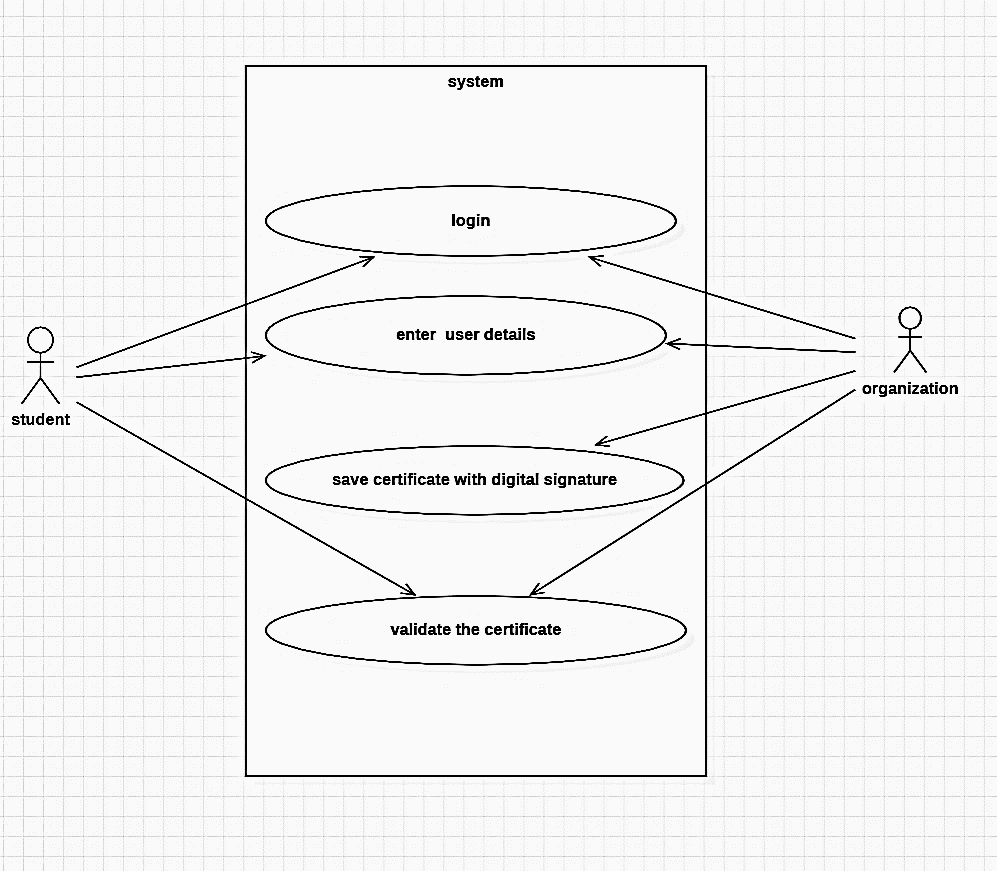 system
login
enter  user details
student
organization
save certificate with digital signature
validate the certificate